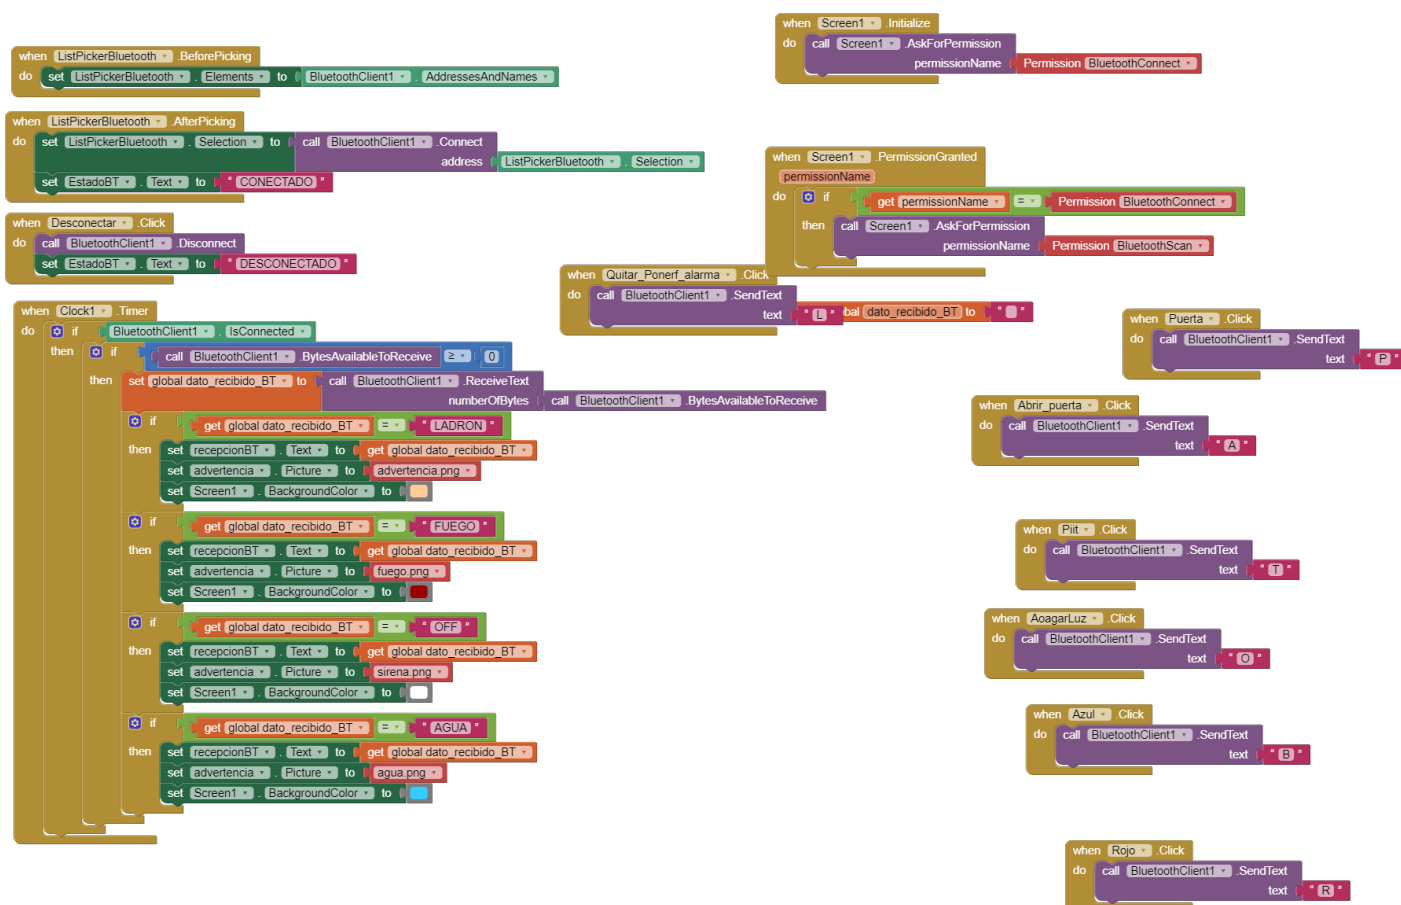 when ListPickerBluetooth .BeforePicking
do set ListPickerBluetooth . Elements to BluetoothClient1 . AddressesAndNames
when ListPickerBluetooth .AfterPicking
do set ListPickerBluetooth . Selection to call BluetoothClient1 .Connect
address ListPickerBluetooth . Selection
set EstadoBT . Text to " CONECTADO "
when Desconectar .Click
do call BluetoothClient1 .Disconnect
set EstadoBT . Text to " DESCONECTADO "
when Clock1 .Timer
do if BluetoothClient1 . IsConnected
then if call BluetoothClient1 .BytesAvailableToReceive ≥ 0
then set global dato_recibido_BT to call BluetoothClient1 .ReceiveText
numberOfBytes call BluetoothClient1 .BytesAvailableToReceive
if get global dato_recibido_BT = " LADRON "
then set recepcionBT . Text to get global dato_recibido_BT
set advertencia . Picture to advertencia.png
set Screen1 . BackgroundColor to
if get global dato_recibido_BT = " FUEGO "
then set recepcionBT . Text to get global dato_recibido_BT
set advertencia . Picture to fuego.png
set Screen1 . BackgroundColor to
if get global dato_recibido_BT = " OFF "
then set recepcionBT . Text to get global dato_recibido_BT
set advertencia . Picture to sirena.png
set Screen1 . BackgroundColor to
if get global dato_recibido_BT = " AGUA "
then set recepcionBT . Text to get global dato_recibido_BT
set advertencia . Picture to agua.png
set Screen1 . BackgroundColor to
when Screen1 .Initialize
do call Screen1 .AskForPermission
permissionName Permission BluetoothConnect
when Screen1 .PermissionGranted
permissionName
do if get permissionName = Permission BluetoothConnect
then call Screen1 .AskForPermission
permissionName Permission BluetoothScan
when Quitar_Ponerf_alarma .Click
do call BluetoothClient1 .SendText
text " L "
bal dato_recibido_BT to " "
when Puerta .Click
do call BluetoothClient1 .SendText
text " P "
when Abrir_puerta .Click
do call BluetoothClient1 .SendText
text " A "
when Piit .Click
do call BluetoothClient1 .SendText
text " T "
when AoagarLuz .Click
do call BluetoothClient1 .SendText
text " O "
when Azul .Click
do call BluetoothClient1 .SendText
text " B "
when Rojo .Click
do call BluetoothClient1 .SendText
text " R "